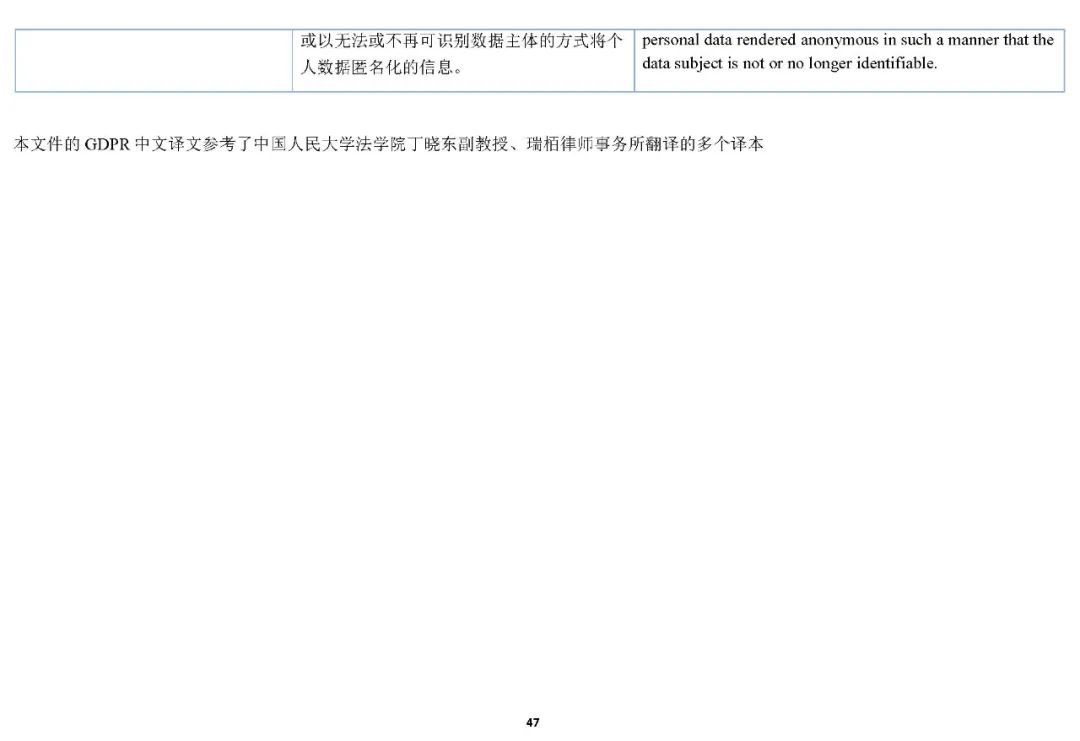 或以无法或不再可识别数据主体的方式将个
人数据匿名化的信息。
personal data rendered anonymous in such a manner that the
data subject is not or no longer identifiable.
本文件的 GDPR 中文译文参考了中国人民大学法学院丁晓东副教授、瑞栢律师事务所翻译的多个译本
47